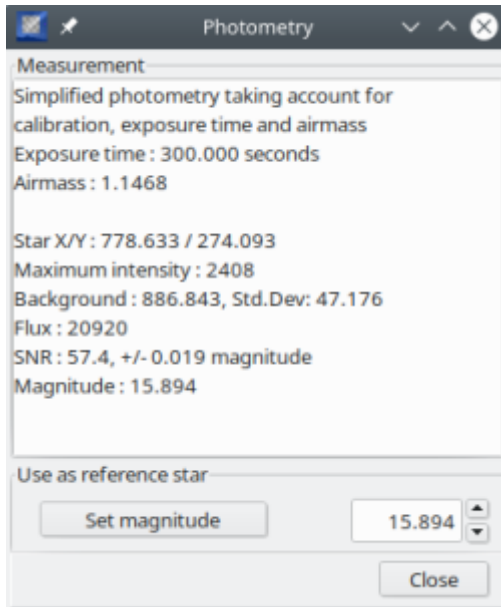 Photometry
Measurement
Simplified photometry taking account for
calibration, exposure time and airmass
Exposure time : 300.000 seconds
Airmass : 1.1468
Star X/Y : 778.633 / 274.093
Maximum intensity : 2408
Background : 886.843, Std.Dev: 47.176
Flux : 20920
SNR : 57.4, +/- 0.019 magnitude
Magnitude : 15.894
Use as reference star
Set magnitude 15.894
Close